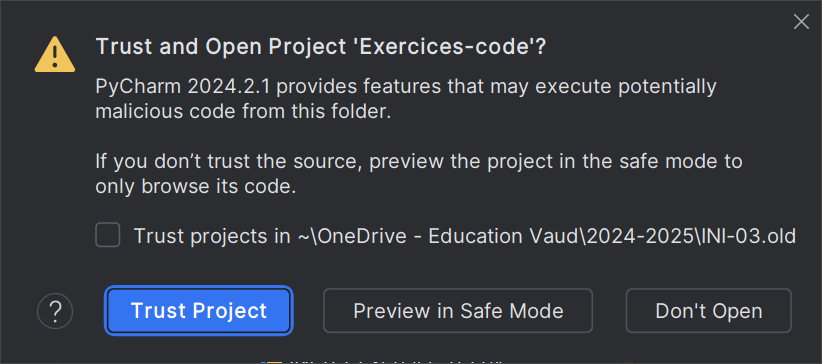 Trust and Open Project 'Exercices-code'?
PyCharm 2024.2.1 provides features that may execute potentially
malicious code from this folder.
If you don’t trust the source, preview the project in the safe mode to
only browse its code.
Trust projects in ~\OneDrive - Education Vaud\2024-2025\INI-03.old
? Trust Project Preview in Safe Mode Don't Open